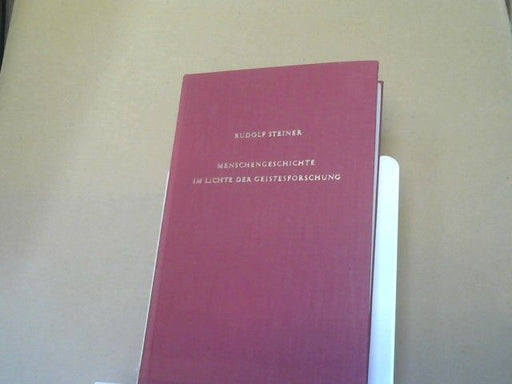 RUDOLF STEINER
MENSCHENGESCHICHTE
IM LICHTE DER GEISTESFORSCHUNG